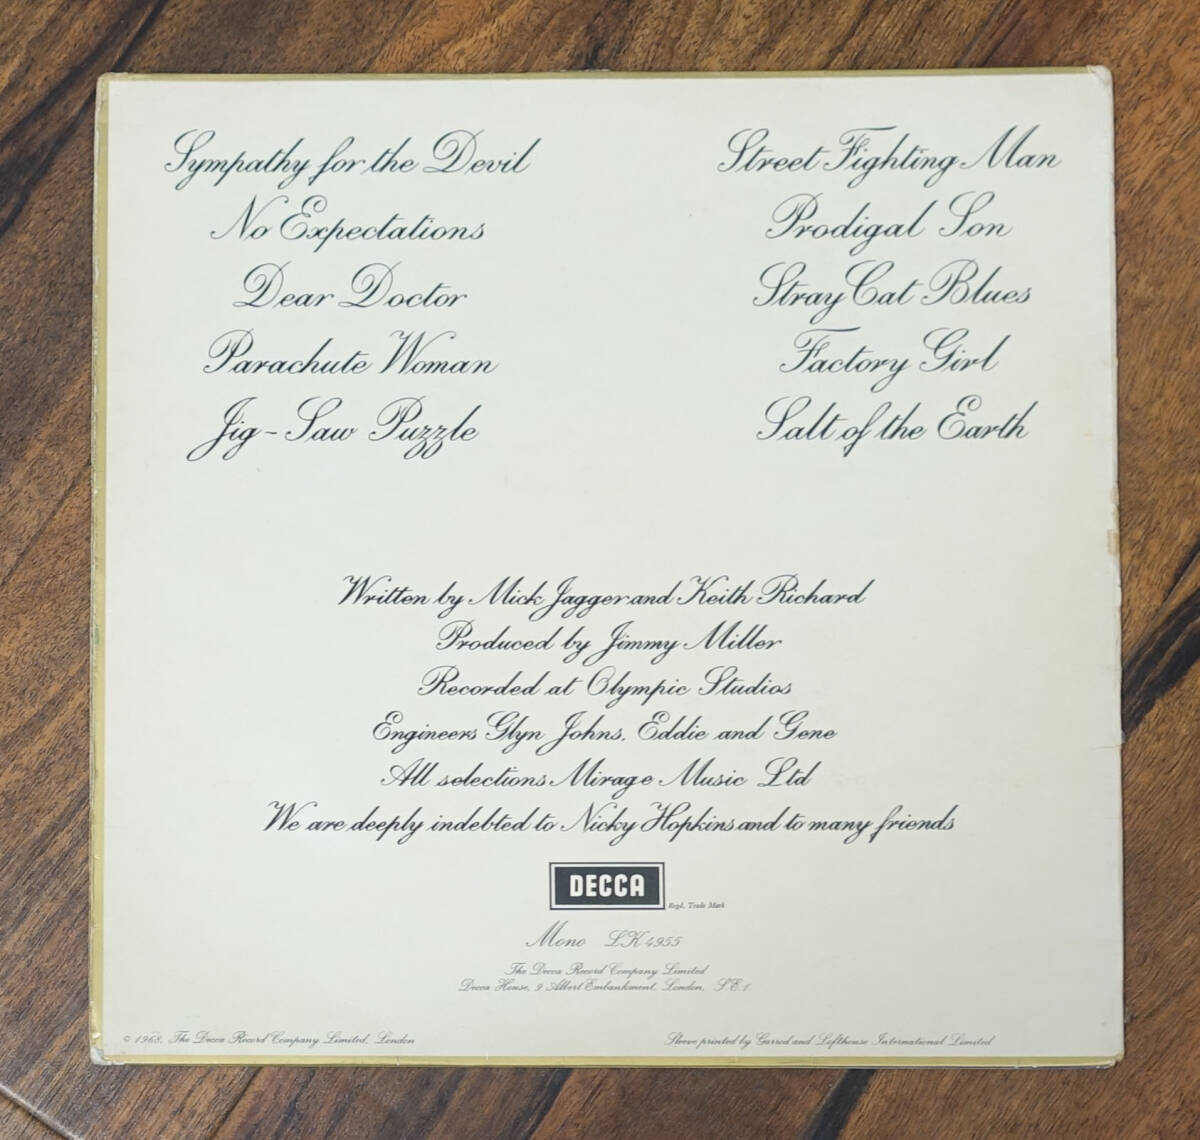 Sympathy for the Devil
No Expectations
Dear Doctor
Parachute Woman
Jig-Saw Puzzle
Street Fighting Man
Prodigal Son
Stray Cat Blues
Factory Girl
Salt of the Earth
Written by Mick Jagger and Keith Richard
Produced by Jimmy Miller
Recorded at Olympic Studios
Engineers Glyn Johns, Eddie and Gene
All selections Mirage Music Ltd
We are deeply indebted to Nicky Hopkins and to many friends
DECCA
Regd. Trade Mark
Mono LK 4955
The Decca Record Company Limited
Decca House, 9 Albert Embankment, London, S.E.1.
© 1968, The Decca Record Company Limited, London
Sleeve printed by Garrod and Lofthouse International Limited